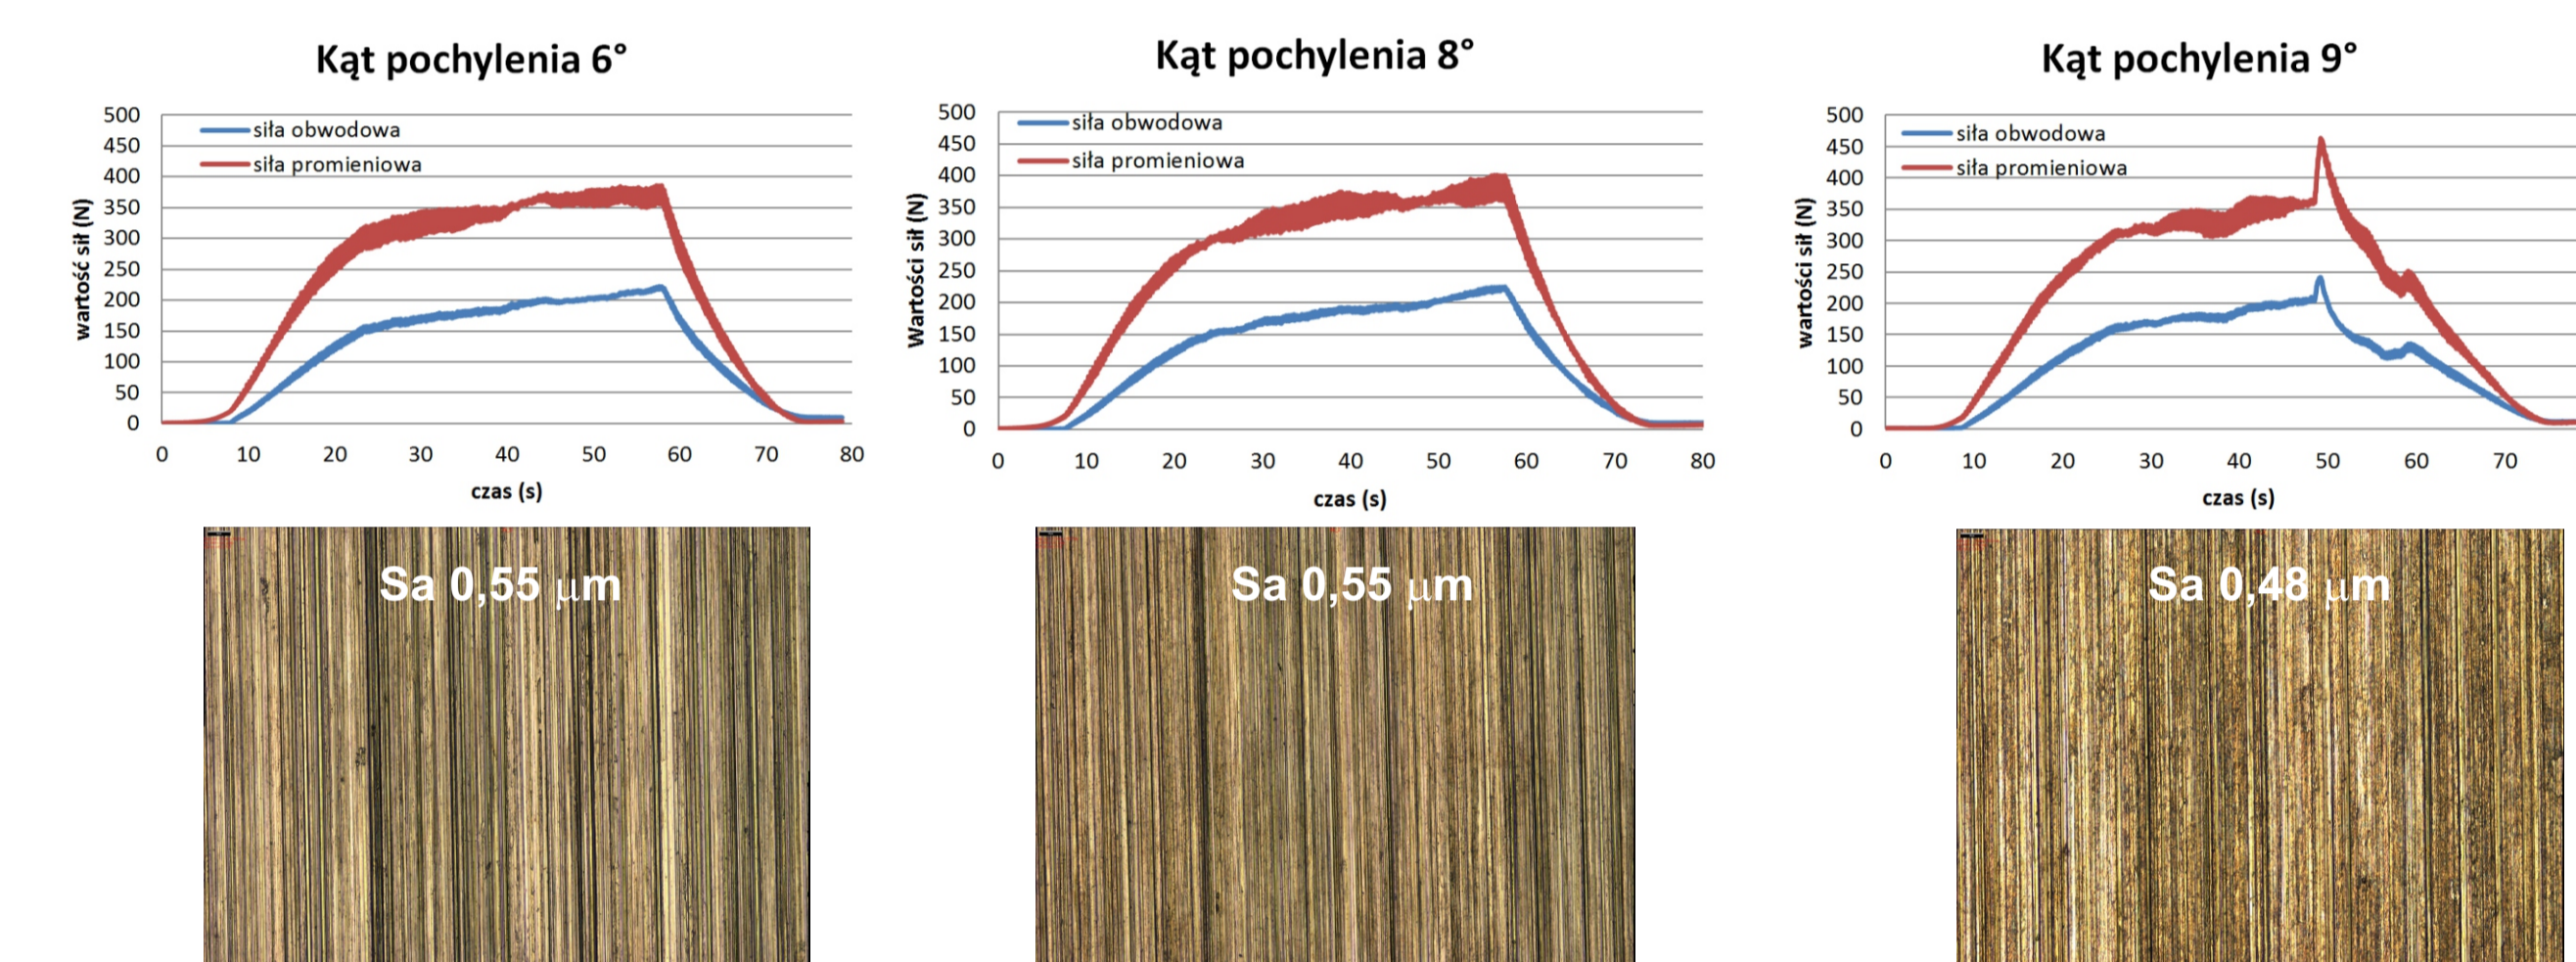 Kąt pochylenia 6°
500
450
400
350
300
250
200
150
100
50
0
siła obwodowa
siła promieniowa
wartość sił (N)
0 10 20 30 40 50 60 70 80
czas (s)
Sa 0,55 μm
Kąt pochylenia 8°
500
450
400
350
300
250
200
150
100
50
0
siła obwodowa
siła promieniowa
Wartości sił (N)
0 10 20 30 40 50 60 70 80
czas (s)
Sa 0,55 μm
Kąt pochylenia 9°
500
450
400
350
300
250
200
150
100
50
0
siła obwodowa
siła promieniowa
wartości sił (N)
0 10 20 30 40 50 60 70
czas (s)
Sa 0,48 μm